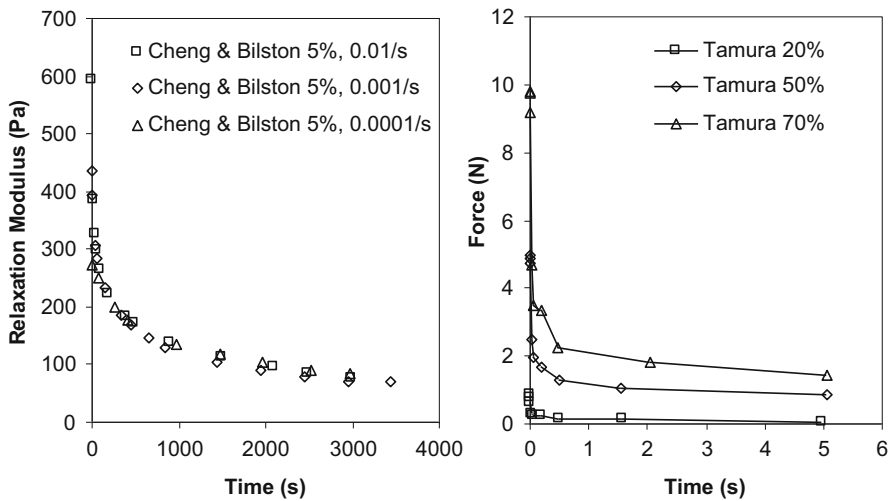 700
600
500
400
300
200
100
0
Relaxation Modulus (Pa)
Cheng & Bilston 5%, 0.01/s
Cheng & Bilston 5%, 0.001/s
Cheng & Bilston 5%, 0.0001/s
0 1000 2000 3000 4000
Time (s)
12
10
8
6
4
2
0
Force (N)
Tamura 20%
Tamura 50%
Tamura 70%
0 1 2 3 4 5 6
Time (s)